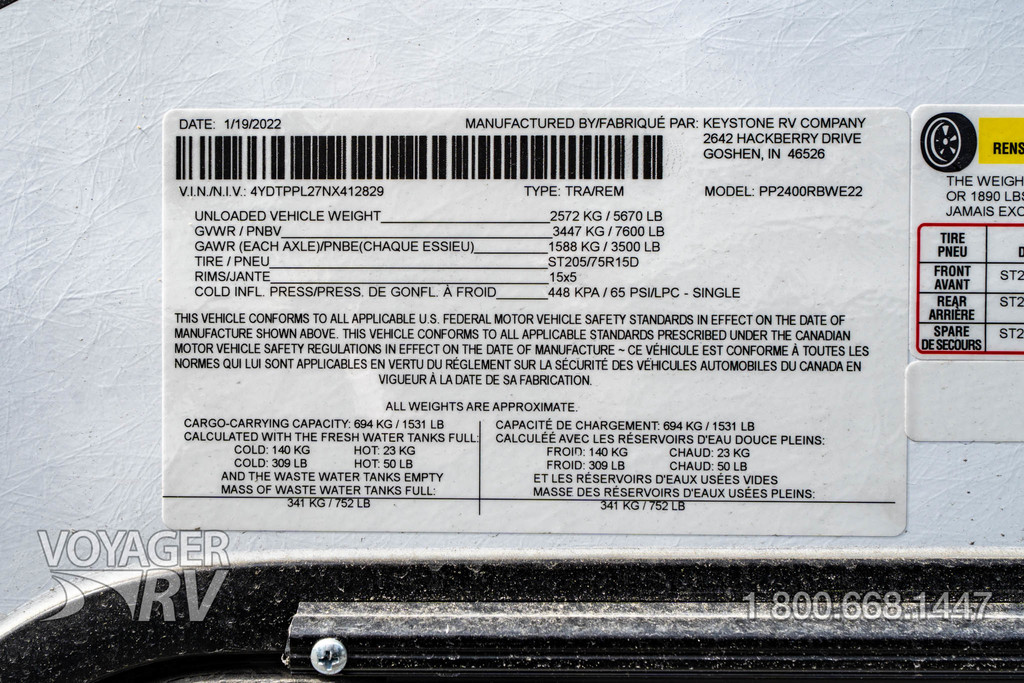 DATE: 1/19/2022
MANUFACTURED BY/FABRIQUÉ PAR: KEYSTONE RV COMPANY
2642 HACKBERRY DRIVE
GOSHEN, IN 46526
V.I.N./N.I.V.: 4YDTPPL27NX412829 TYPE: TRA/REM MODEL: PP2400RBWE22
UNLOADED VEHICLE WEIGHT 2572 KG / 5670 LB
GVWR / PNBV 3447 KG / 7600 LB
GAWR (EACH AXLE)/PNBE(CHAQUE ESSIEU) 1588 KG / 3500 LB
TIRE / PNEU ST205/75R15D
RIMS/JANTE 15x5
COLD INFL. PRESS/PRESS. DE GONFL. À FROID 448 KPA / 65 PSI/LPC - SINGLE
THIS VEHICLE CONFORMS TO ALL APPLICABLE U.S. FEDERAL MOTOR VEHICLE SAFETY STANDARDS IN EFFECT ON THE DATE OF
MANUFACTURE SHOWN ABOVE. THIS VEHICLE CONFORMS TO ALL APPLICABLE STANDARDS PRESCRIBED UNDER THE CANADIAN
MOTOR VEHICLE SAFETY REGULATIONS IN EFFECT ON THE DATE OF MANUFACTURE ~ CE VÉHICULE EST CONFORME À TOUTES LES
NORMES QUI LUI SONT APPLICABLES EN VERTU DU RÉGLEMENT SUR LA SÉCURITÉ DES VÉHICULES AUTOMOBILES DU CANADA EN
VIGUEUR À LA DATE DE SA FABRICATION.
ALL WEIGHTS ARE APPROXIMATE.
CARGO-CARRYING CAPACITY: 694 KG / 1531 LB
CALCULATED WITH THE FRESH WATER TANKS FULL:
COLD: 140 KG HOT: 23 KG
COLD: 309 LB HOT: 50 LB
AND THE WASTE WATER TANKS EMPTY
MASS OF WASTE WATER TANKS FULL:
341 KG / 752 LB
CAPACITÉ DE CHARGEMENT: 694 KG / 1531 LB
CALCULÉE AVEC LES RÉSERVOIRS D'EAU DOUCE PLEINS:
FROID: 140 KG CHAUD: 23 KG
FROID: 309 LB CHAUD: 50 LB
ET LES RÉSERVOIRS D'EAUX USÉES VIDES
MASSE DES RÉSERVOIRS D'EAUX USÉES PLEINS:
341 KG / 752 LB
RENS
THE WEIGH
OR 1890 LBS
JAMAIS EXC
TIRE
PNEU D
FRONT
AVANT ST2
REAR
ARRIÈRE ST2
SPARE
DE SECOURS ST2
VOYAGER
RV
1.800.668.1447